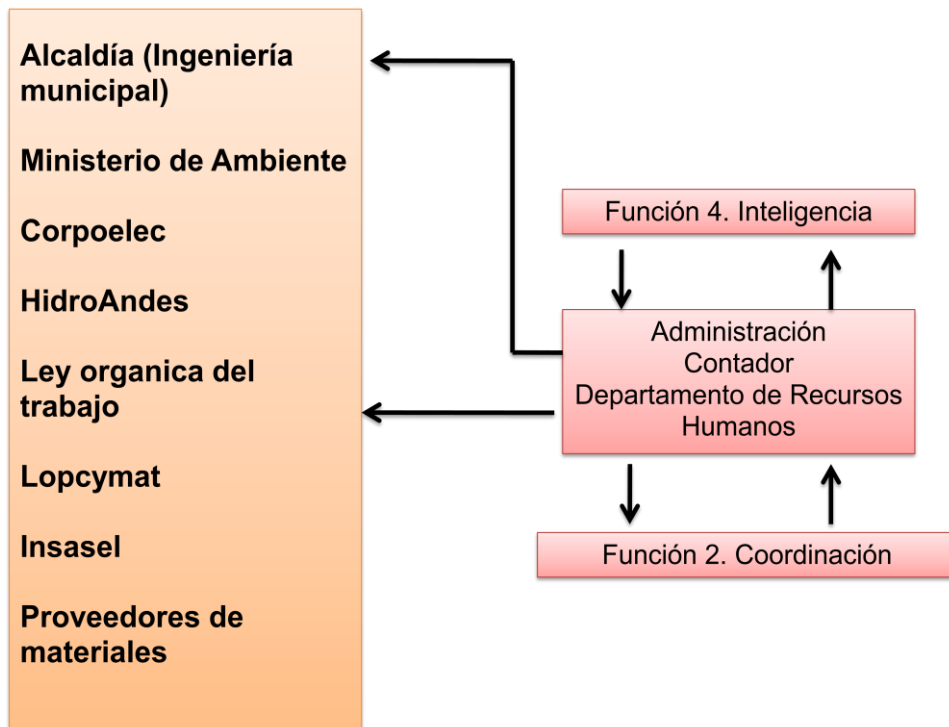 Alcaldía (Ingeniería
municipal)
Ministerio de Ambiente
Corpoelec
HidroAndes
Ley organica del
trabajo
Lopcymat
Insasel
Proveedores de
materiales
Función 4. Inteligencia
Administración
Contador
Departamento de Recursos
Humanos
Función 2. Coordinación